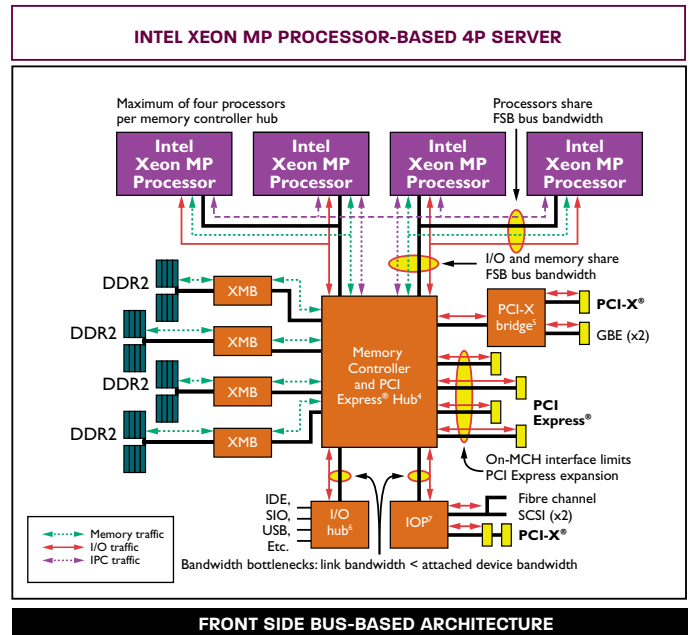 INTEL XEON MP PROCESSOR-BASED 4P SERVER
Maximum of four processors
per memory controller hub
Processors share
FSB bus bandwidth
Intel
Xeon MP
Processor
Intel
Xeon MP
Processor
Intel
Xeon MP
Processor
Intel
Xeon MP
Processor
I/O and memory share
FSB bus bandwidth
DDR2
XMB
DDR2
XMB
DDR2
XMB
DDR2
XMB
Memory
Controller
and PCI
Express® Hub⁴
PCI-X
bridge⁵
PCI-X®
GBE (x2)
PCI
Express®
On-MCH interface limits
PCI Express expansion
IDE,
SIO,
USB,
Etc.
I/O
hub⁶
IOP⁷
Fibre channel
SCSI (x2)
PCI-X®
Memory traffic
I/O traffic
IPC traffic
Bandwidth bottlenecks: link bandwidth < attached device bandwidth
FRONT SIDE BUS-BASED ARCHITECTURE